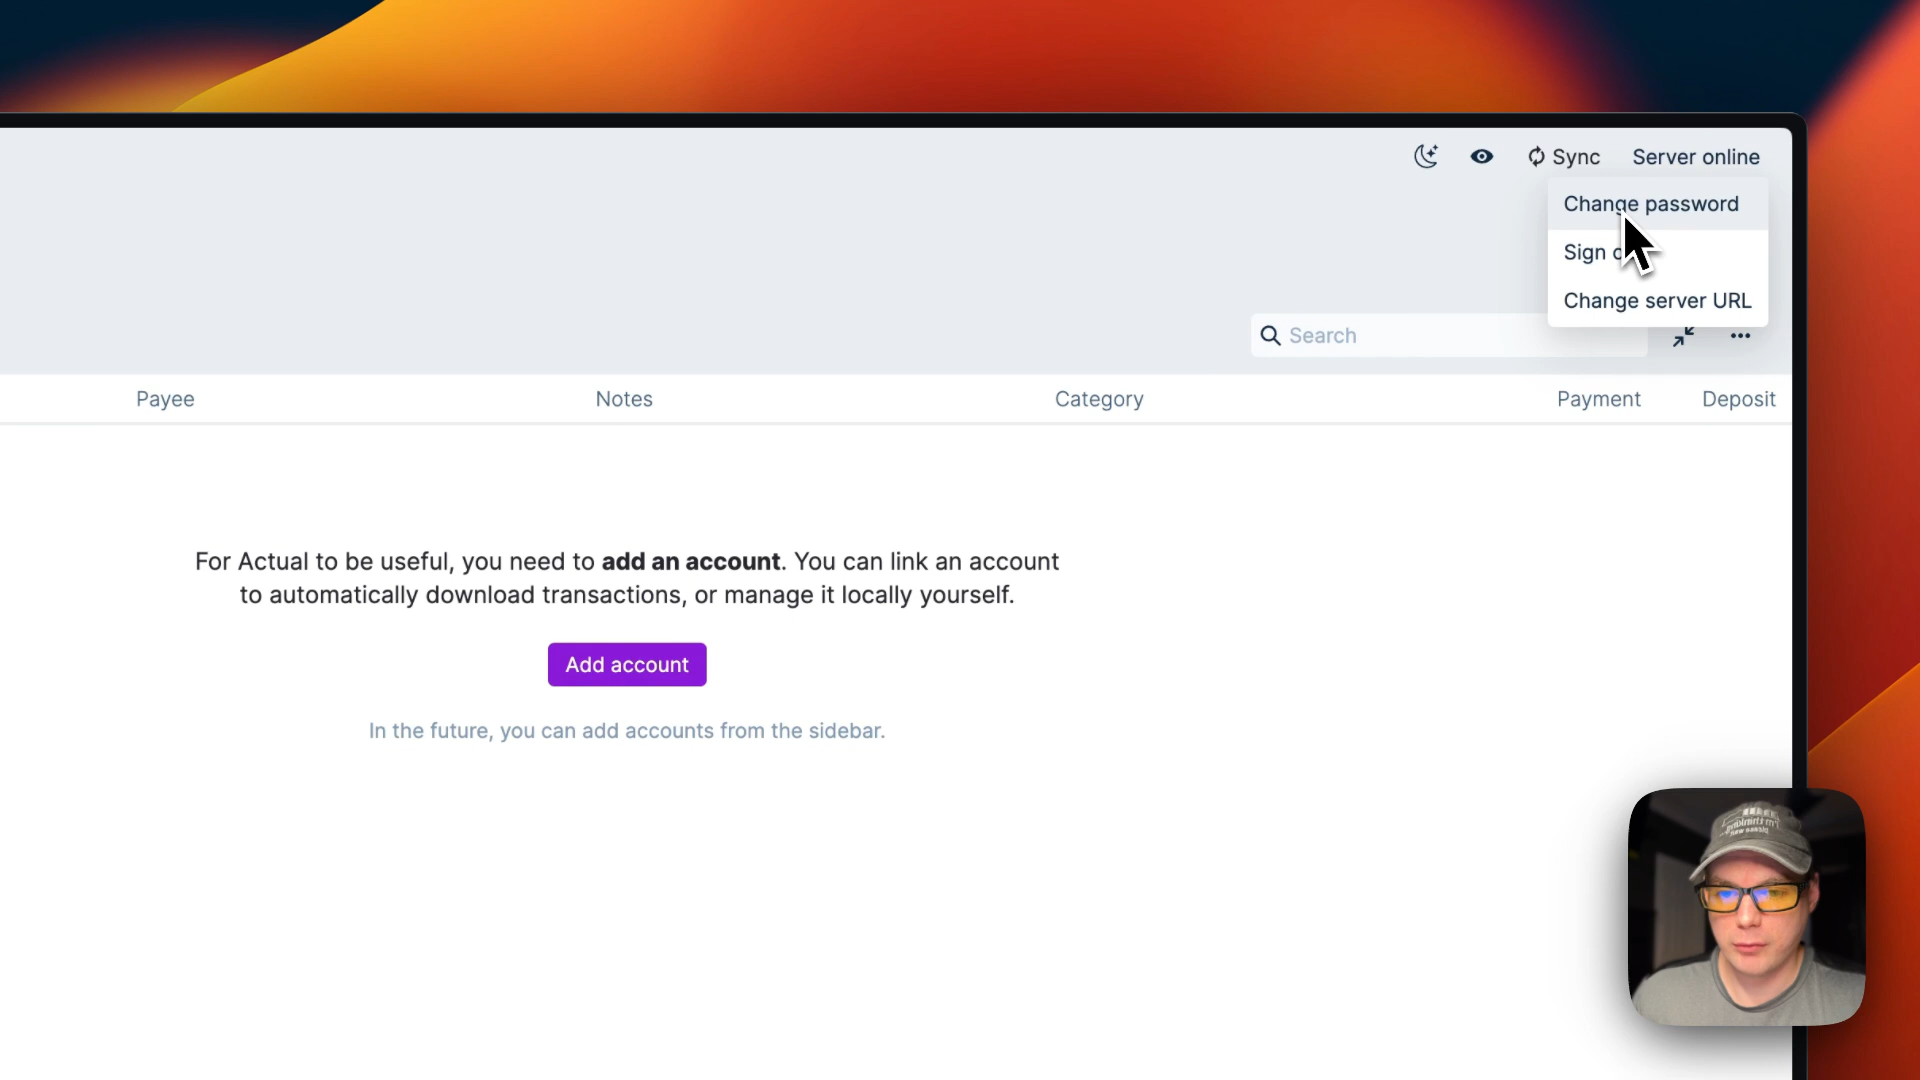 Sync Server online
Change password
Sign
Change server URL
Search
Payee Notes Category Payment Deposit
For Actual to be useful, you need to add an account. You can link an account
to automatically download transactions, or manage it locally yourself.
Add account
In the future, you can add accounts from the sidebar.